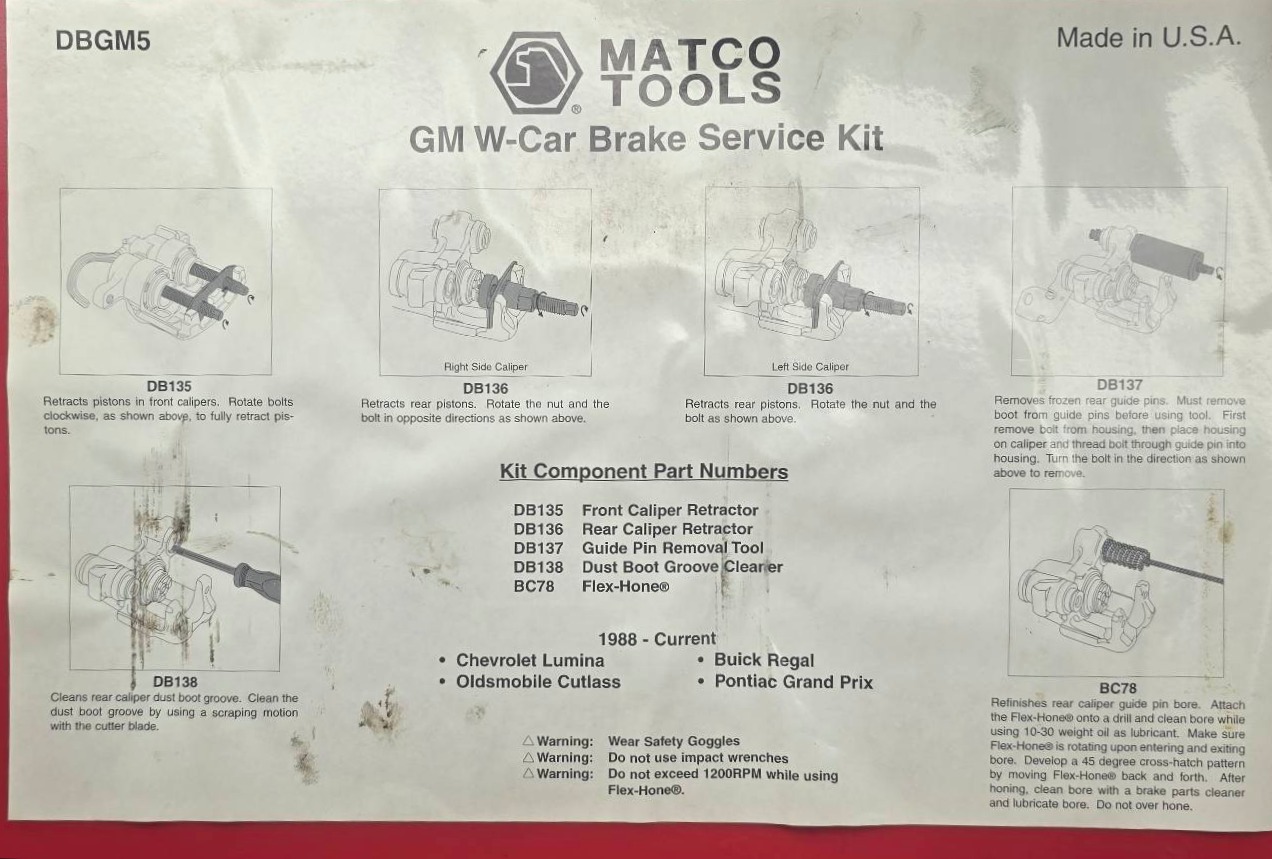 DBGM5
MATCO
TOOLS
®
Made in U.S.A.
GM W-Car Brake Service Kit
DB135
Retracts pistons in front calipers. Rotate bolts
clockwise, as shown above, to fully retract pis-
tons.
Right Side Caliper
DB136
Retracts rear pistons. Rotate the nut and the
bolt in opposite directions as shown above.
Left Side Caliper
DB136
Retracts rear pistons. Rotate the nut and the
bolt as shown above.
DB137
Removes frozen rear guide pins. Must remove
boot from guide pins before using tool. First
remove bolt from housing, then place housing
on caliper and thread bolt through guide pin into
housing. Turn the bolt in the direction as shown
above to remove.
Kit Component Part Numbers
DB135 Front Caliper Retractor
DB136 Rear Caliper Retractor
DB137 Guide Pin Removal Tool
DB138 Dust Boot Groove Cleaner
BC78 Flex-Hone®
1988 - Current
• Chevrolet Lumina • Buick Regal
• Oldsmobile Cutlass • Pontiac Grand Prix
DB138
Cleans rear caliper dust boot groove. Clean the
dust boot groove by using a scraping motion
with the cutter blade.
⚠ Warning: Wear Safety Goggles
⚠ Warning: Do not use impact wrenches
⚠ Warning: Do not exceed 1200RPM while using
Flex-Hone®.
BC78
Refinishes rear caliper guide pin bore. Attach
the Flex-Hone® onto a drill and clean bore while
using 10-30 weight oil as lubricant. Make sure
Flex-Hone® is rotating upon entering and exiting
bore. Develop a 45 degree cross-hatch pattern
by moving Flex-Hone® back and forth. After
honing, clean bore with a brake parts cleaner
and lubricate bore. Do not over hone.